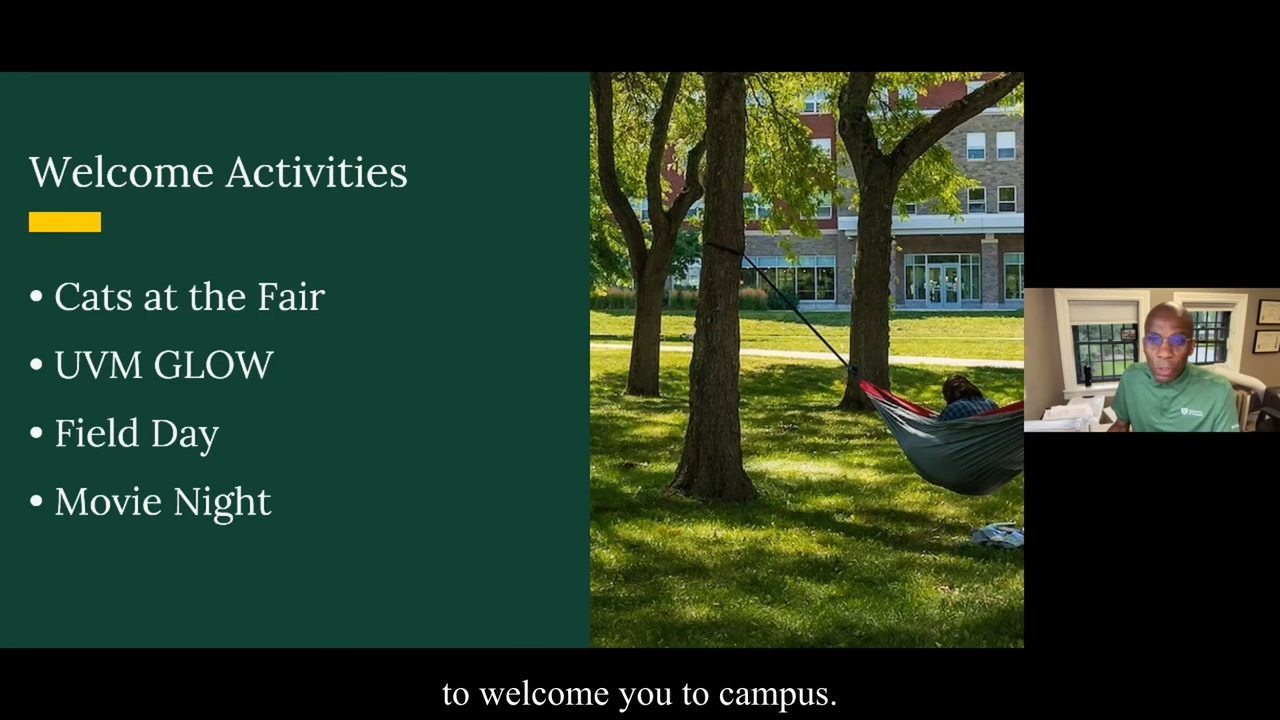 Welcome Activities
• Cats at the Fair
• UVM GLOW
• Field Day
• Movie Night
to welcome you to campus.